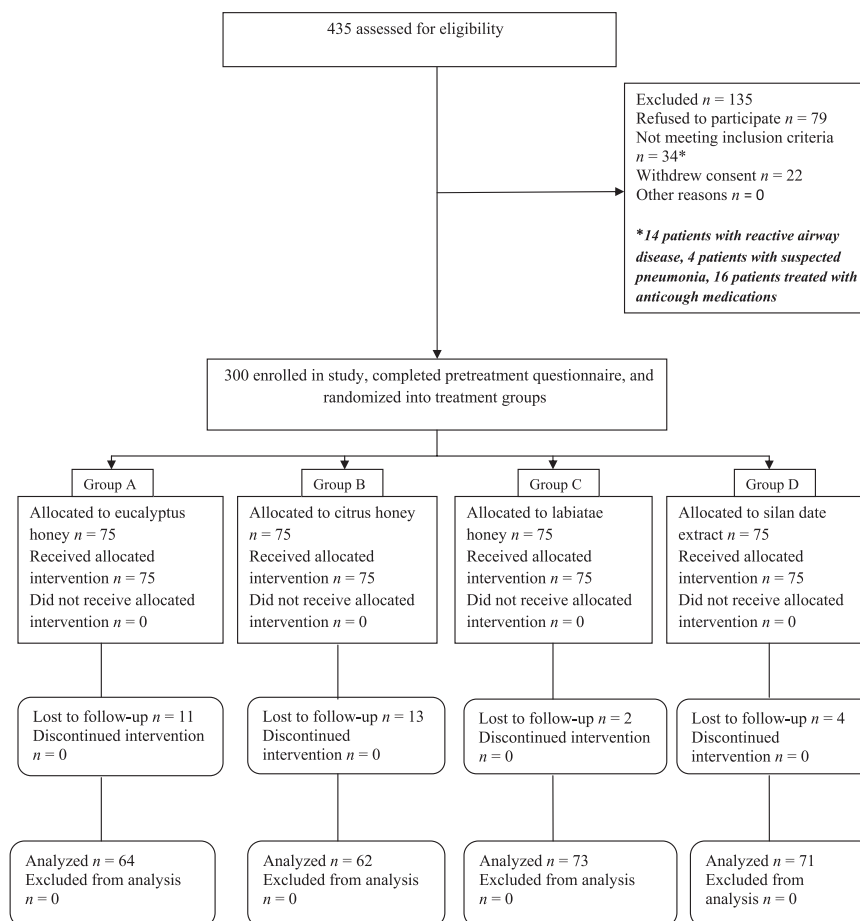 435 assessed for eligibility
Excluded n = 135
Refused to participate n = 79
Not meeting inclusion criteria
n = 34*
Withdrew consent n = 22
Other reasons n = 0
*14 patients with reactive airway
disease, 4 patients with suspected
pneumonia, 16 patients treated with
anticough medications
300 enrolled in study, completed pretreatment questionnaire, and
randomized into treatment groups
Group A
Allocated to eucalyptus
honey n = 75
Received allocated
intervention n = 75
Did not receive allocated
intervention n = 0
Group B
Allocated to citrus honey
n = 75
Received allocated
intervention n = 75
Did not receive allocated
intervention n = 0
Group C
Allocated to labiatae
honey n = 75
Received allocated
intervention n = 75
Did not receive allocated
intervention n = 0
Group D
Allocated to silan date
extract n = 75
Received allocated
intervention n = 75
Did not receive allocated
intervention n = 0
Lost to follow-up n = 11
Discontinued intervention
n = 0
Lost to follow-up n = 13
Discontinued
intervention n = 0
Lost to follow-up n = 2
Discontinued intervention
n = 0
Lost to follow-up n = 4
Discontinued
intervention n = 0
Analyzed n = 64
Excluded from analysis
n = 0
Analyzed n = 62
Excluded from analysis
n = 0
Analyzed n = 73
Excluded from analysis
n = 0
Analyzed n = 71
Excluded from
analysis n = 0